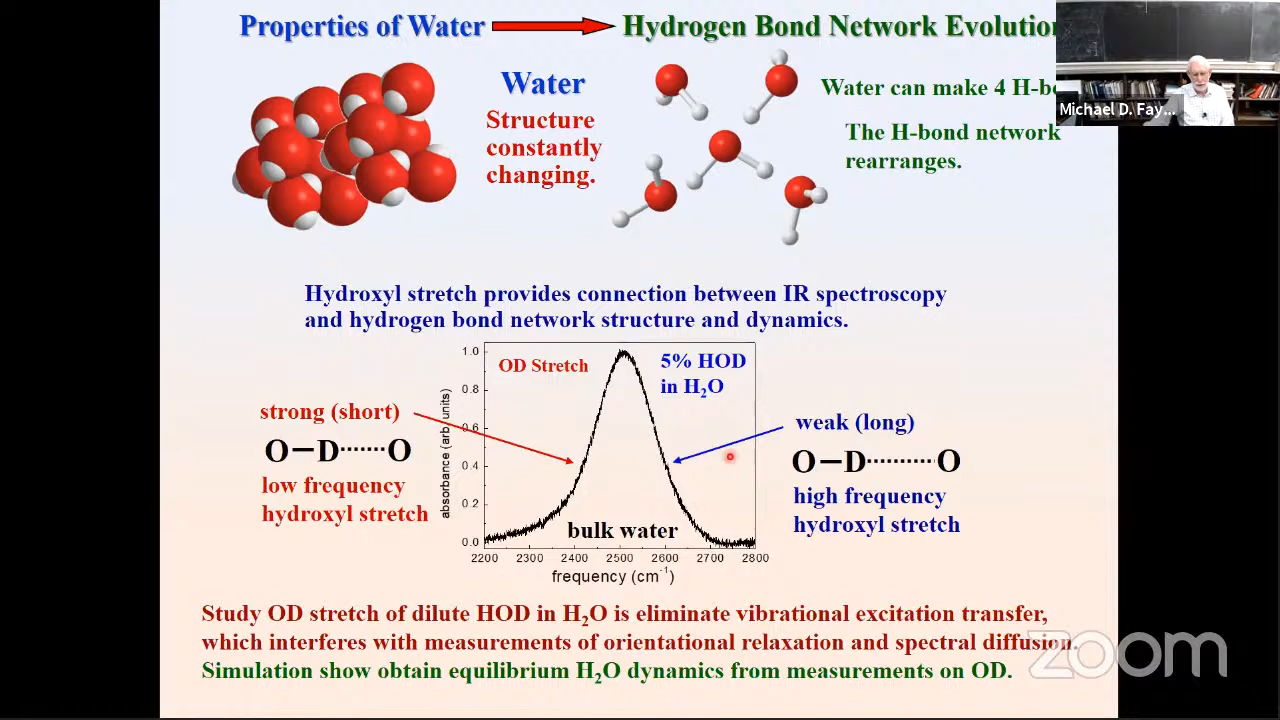 Properties of Water
Hydrogen Bond Network Evolution
Water
Structure
constantly
changing.
Water can make 4 H-b
The H-bond network
rearranges.
Michael D. Fay...
Hydroxyl stretch provides connection between IR spectroscopy
and hydrogen bond network structure and dynamics.
OD Stretch
5% HOD
in H2O
strong (short)
O–D·······O
low frequency
hydroxyl stretch
weak (long)
O–D··········O
high frequency
hydroxyl stretch
absorbance (arb. units)
1.0
0.8
0.6
0.4
0.2
0.0
bulk water
2200 2300 2400 2500 2600 2700 2800
frequency (cm-1)
Study OD stretch of dilute HOD in H2O is eliminate vibrational excitation transfer,
which interferes with measurements of orientational relaxation and spectral diffusion.
Simulation show obtain equilibrium H2O dynamics from measurements on OD.
zoom